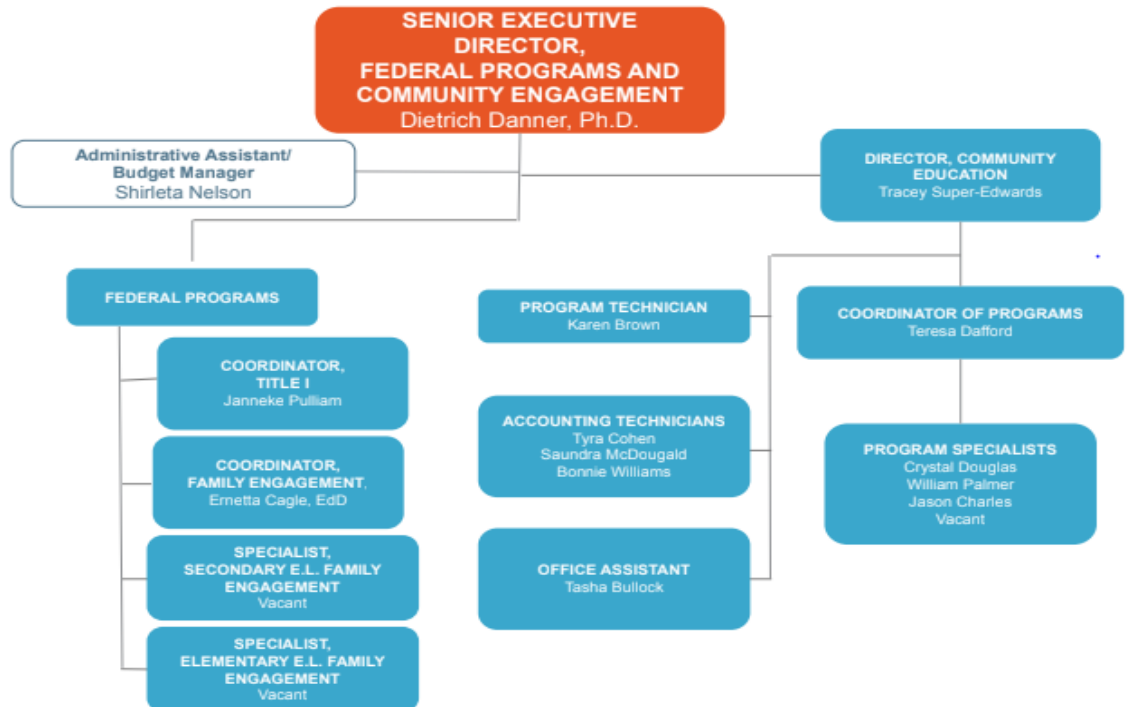 SENIOR EXECUTIVE
DIRECTOR,
FEDERAL PROGRAMS AND
COMMUNITY ENGAGEMENT
Dietrich Danner, Ph.D.
Administrative Assistant/
Budget Manager
Shirleta Nelson
DIRECTOR, COMMUNITY
EDUCATION
Tracey Super-Edwards
FEDERAL PROGRAMS
COORDINATOR,
TITLE I
Janneke Pulliam
COORDINATOR,
FAMILY ENGAGEMENT,
Ernetta Cagle, EdD
SPECIALIST,
SECONDARY E.L. FAMILY
ENGAGEMENT
Vacant
SPECIALIST,
ELEMENTARY E.L. FAMILY
ENGAGEMENT
Vacant
PROGRAM TECHNICIAN
Karen Brown
ACCOUNTING TECHNICIANS
Tyra Cohen
Saundra McDougald
Bonnie Williams
OFFICE ASSISTANT
Tasha Bullock
COORDINATOR OF PROGRAMS
Teresa Dafford
PROGRAM SPECIALISTS
Crystal Douglas
William Palmer
Jason Charles
Vacant